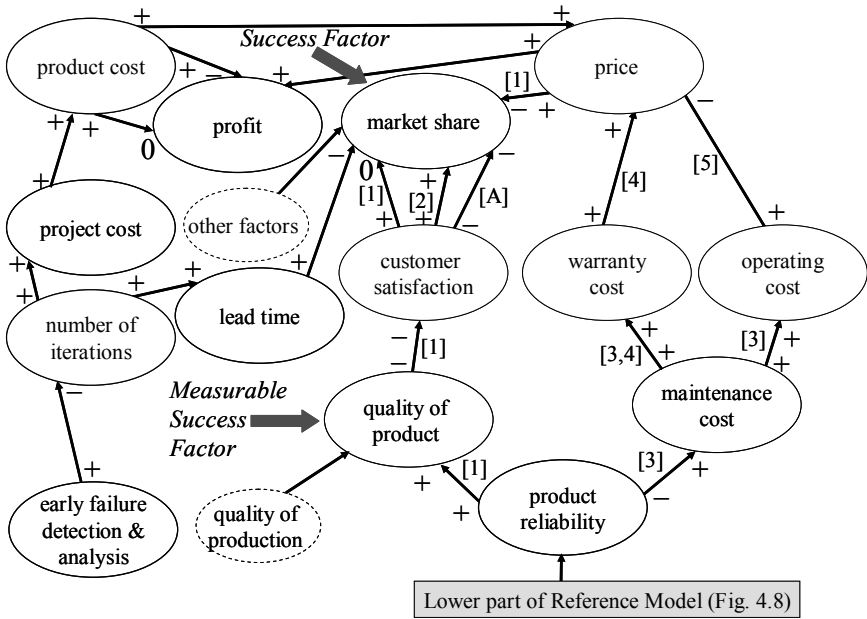 +
+
Success Factor
+
product cost
+
−
+
price
[1]
+
+
−
+
profit
market share
+
+
0
−
+
−
[5]
0
+
−
[1]
[2]
[A]
[4]
+
other factors
+
+
−
+
+
project cost
+
customer
satisfaction
warranty
cost
operating
cost
+
+
+
+
number of
iterations
lead time
−
−
[1]
[3,4]
+
+
[3]
+
+
−
Measurable
Success
Factor
quality of
product
maintenance
cost
+
[1]
[3]
+
+
+
−
early failure
detection &
analysis
quality of
production
product
reliability
Lower part of Reference Model (Fig. 4.8)